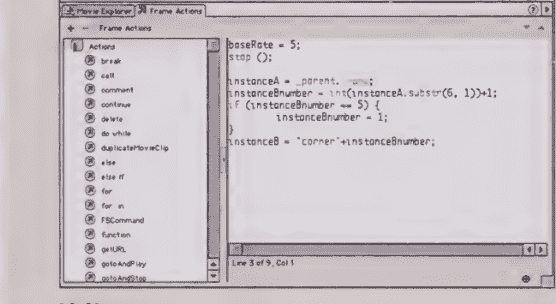 Movie Explorer Frame Actions
+ - Frame Actions
Actions
break
call
comment
continue
delete
do while
duplicateMovieClip
else
else if
for
for in
FSCommand
function
getURL
gotoAndPlay
gotoAndStop
baseRate = 5;
stop ();
instanceA = _parent.
instanceBnumber = int(instanceA.substr(6, 1))+1;
if (instanceBnumber == 5) {
instanceBnumber = 1;
}
instanceB = "corner"+instanceBnumber;
Line 3 of 9, Col 1